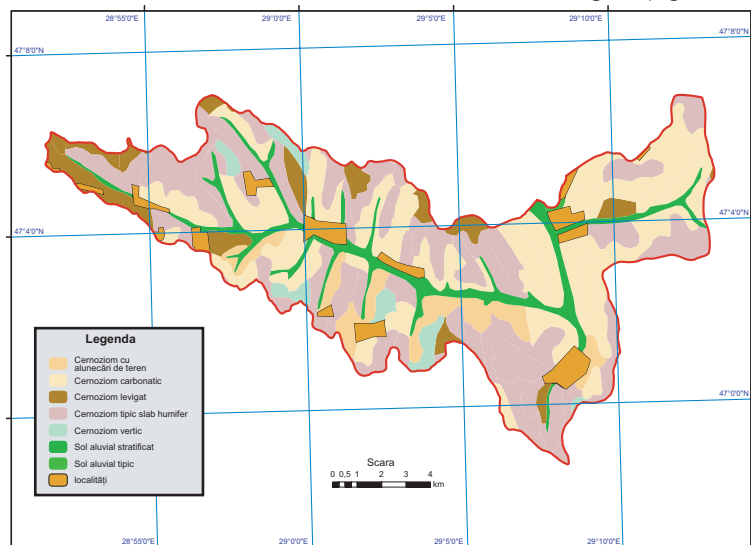 28°55'0"E 29°0'0"E 29°5'0"E 29°10'0"E
47°8'0"N 47°8'0"N
47°4'0"N 47°4'0"N
47°0'0"N
Legenda
Cernoziom cu
alunecări de teren
Cernoziom carbonatic
Cernoziom levigat
Cernoziom tipic slab humifer
Cernoziom vertic
Sol aluvial stratificat
Sol aluvial tipic
localități
Scara
0 0,5 1 2 3 4
km
28°55'0"E 29°0'0"E 29°5'0"E 29°10'0"E